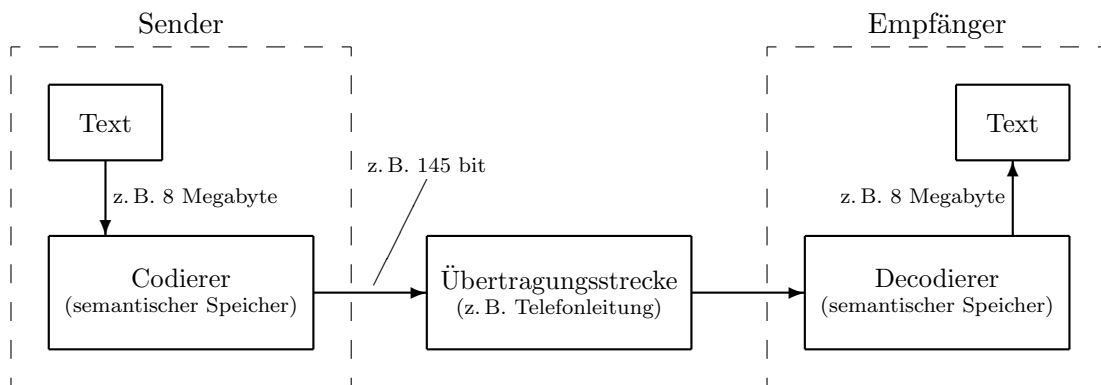 Sender
Empfänger
Text
Text
z. B. 145 bit
z. B. 8 Megabyte
z. B. 8 Megabyte
Codierer
(semantischer Speicher)
Übertragungsstrecke
(z. B. Telefonleitung)
Decodierer
(semantischer Speicher)